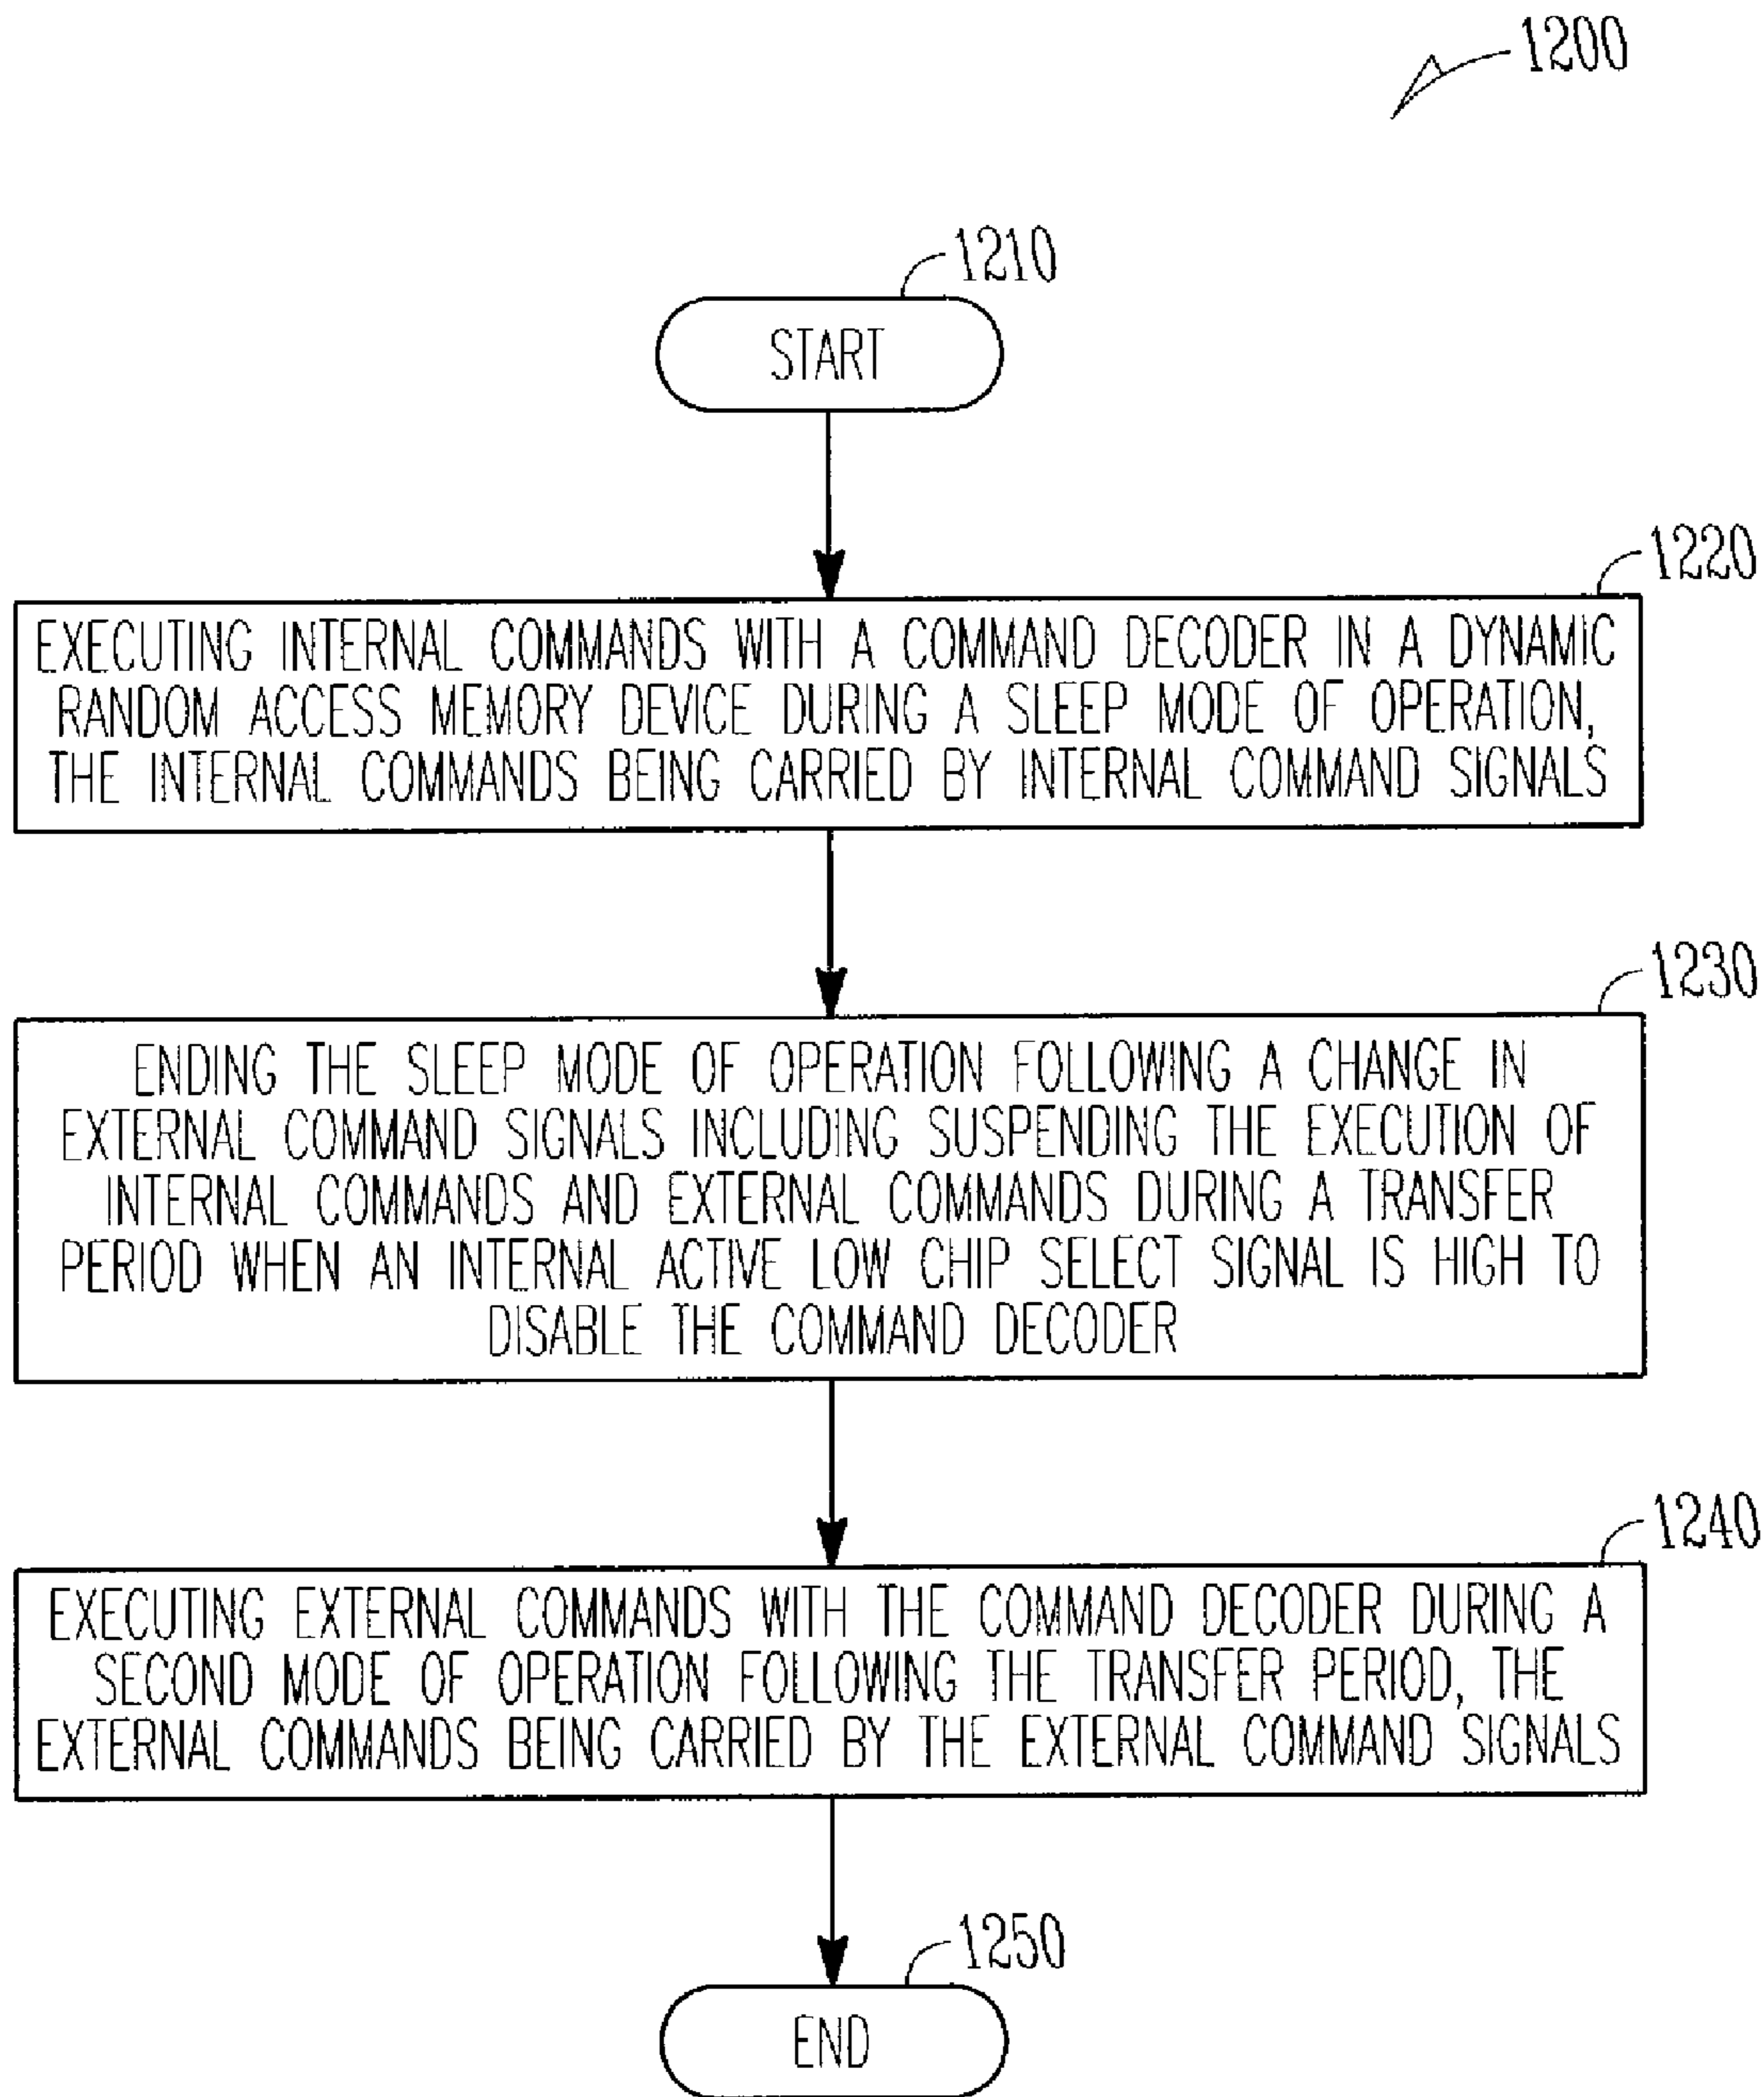 1200
1210
START
1220
EXECUTING INTERNAL COMMANDS WITH A COMMAND DECODER IN A DYNAMIC
RANDOM ACCESS MEMORY DEVICE DURING A SLEEP MODE OF OPERATION,
THE INTERNAL COMMANDS BEING CARRIED BY INTERNAL COMMAND SIGNALS
1230
ENDING THE SLEEP MODE OF OPERATION FOLLOWING A CHANGE IN
EXTERNAL COMMAND SIGNALS INCLUDING SUSPENDING THE EXECUTION OF
INTERNAL COMMANDS AND EXTERNAL COMMANDS DURING A TRANSFER
PERIOD WHEN AN INTERNAL ACTIVE LOW CHIP SELECT SIGNAL IS HIGH TO
DISABLE THE COMMAND DECODER
1240
EXECUTING EXTERNAL COMMANDS WITH THE COMMAND DECODER DURING A
SECOND MODE OF OPERATION FOLLOWING THE TRANSFER PERIOD, THE
EXTERNAL COMMANDS BEING CARRIED BY THE EXTERNAL COMMAND SIGNALS
1250
END